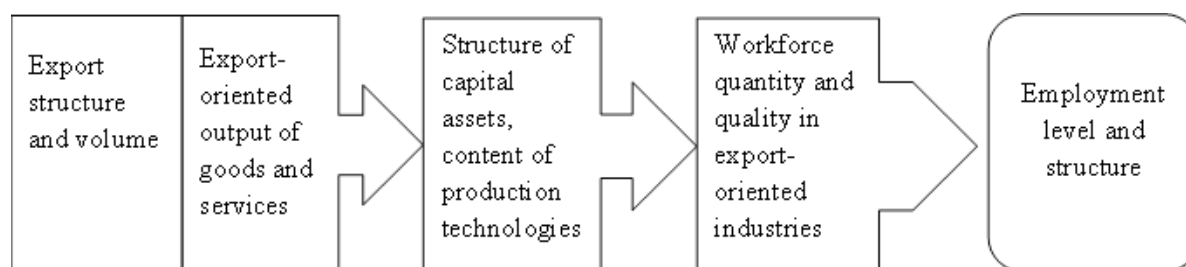 Export
structure
and volume
Export-
oriented
output of
goods and
services
Structure of
capital
assets,
content of
production
technologies
Workforce
quantity and
quality in
export-
oriented
industries
Employment
level and
structure